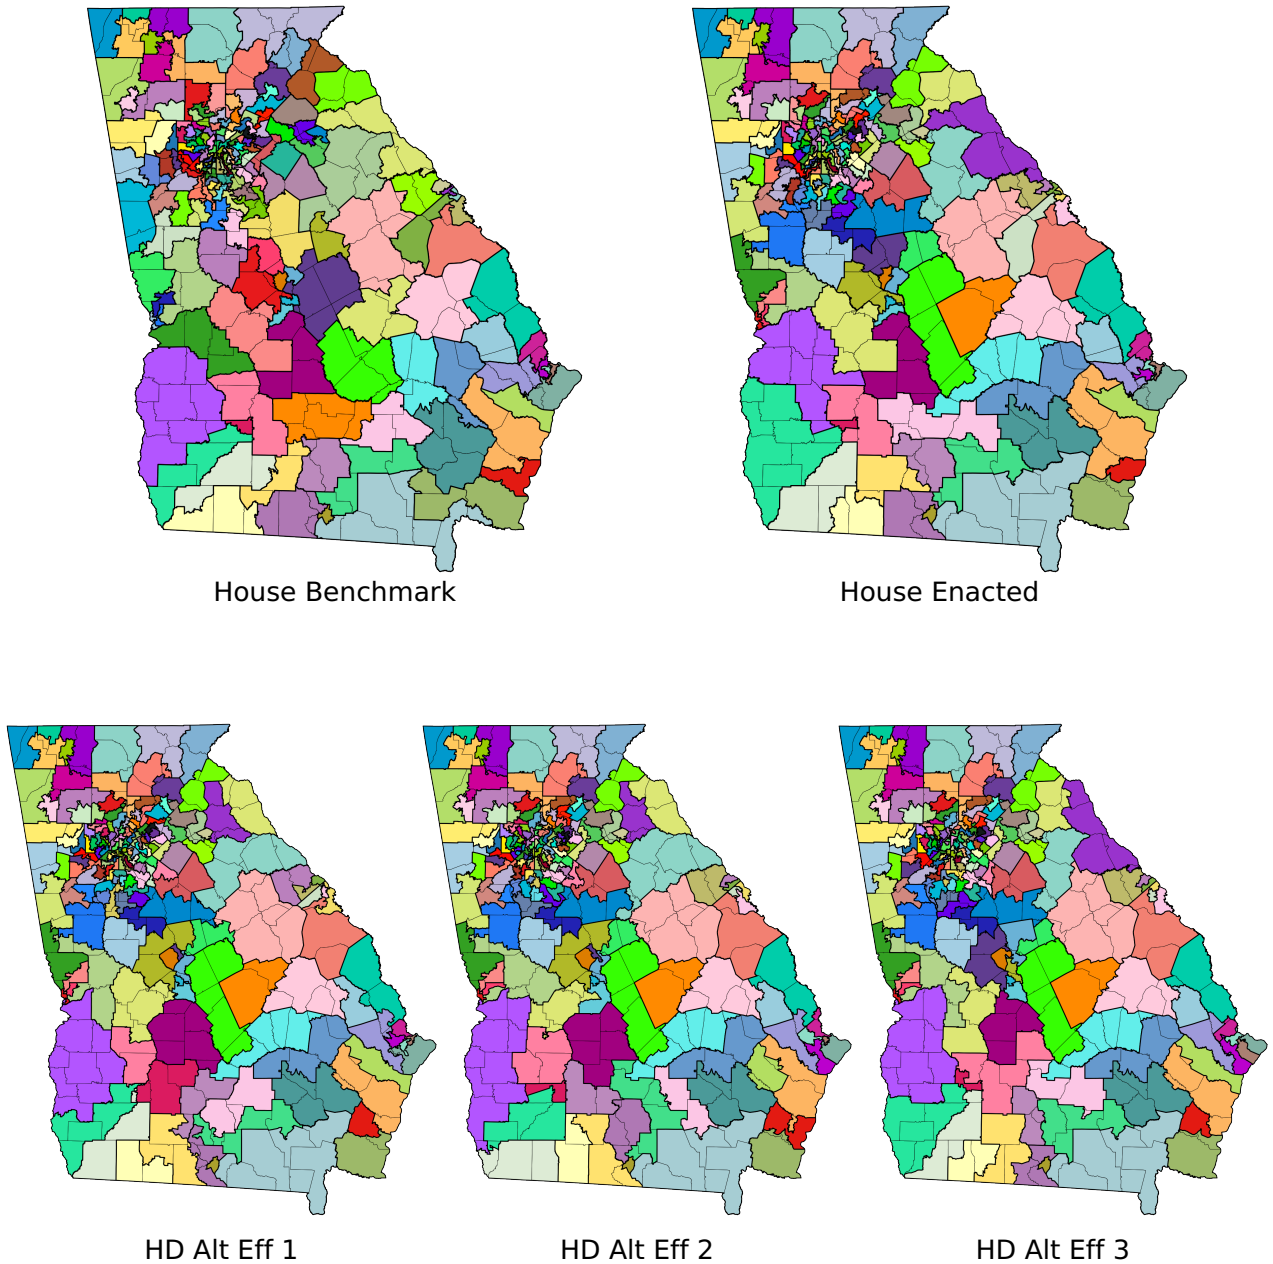 House Benchmark
House Enacted
HD Alt Eff 1
HD Alt Eff 2
HD Alt Eff 3